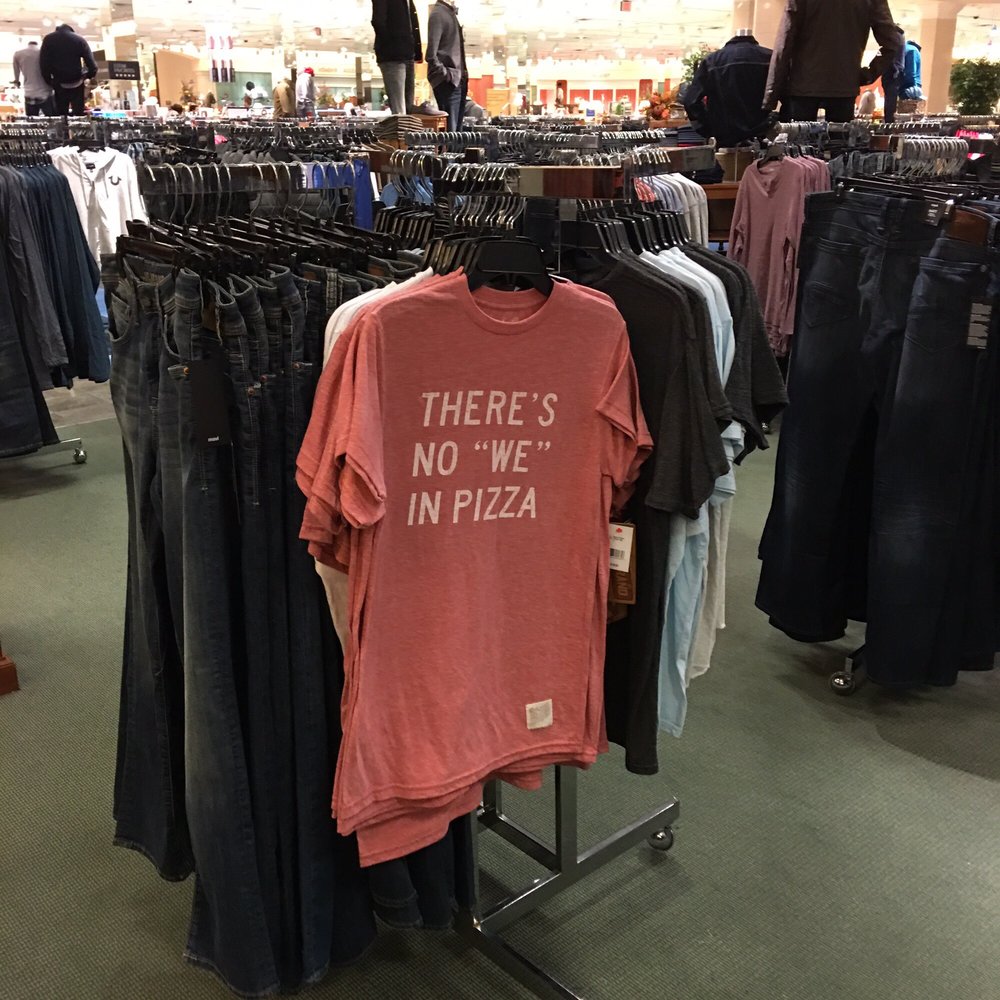 THERE'S
NO “WE”
IN PIZZA